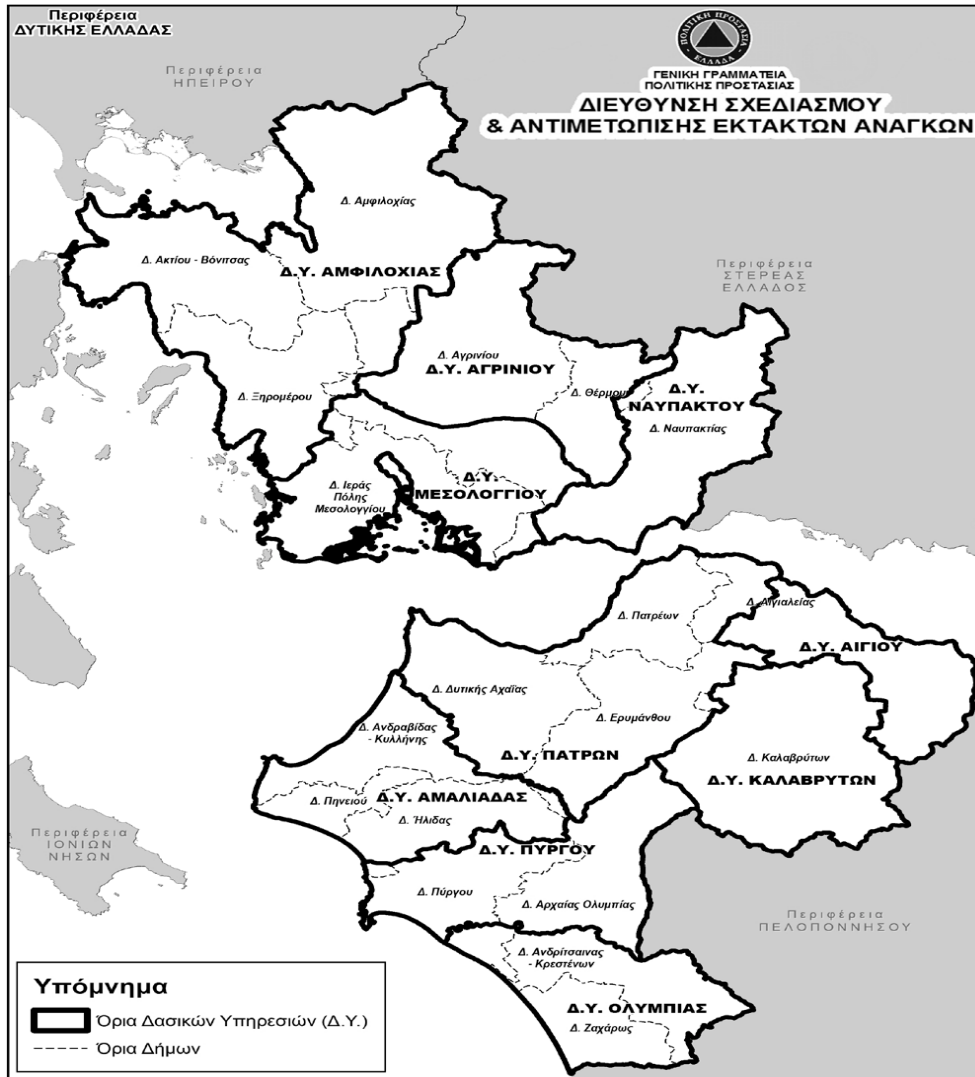 Περιφέρεια
ΔΥΤΙΚΗΣ ΕΛΛΑΔΑΣ
ΠΟΛΙΤΙΚΗ ΠΡΟΣΤΑΣΙΑ
ΕΛΛΑΔΑ
ΓΕΝΙΚΗ ΓΡΑΜΜΑΤΕΙΑ
ΠΟΛΙΤΙΚΗΣ ΠΡΟΣΤΑΣΙΑΣ
ΔΙΕΥΘΥΝΣΗ ΣΧΕΔΙΑΣΜΟΥ
& ΑΝΤΙΜΕΤΩΠΙΣΗΣ ΕΚΤΑΚΤΩΝ ΑΝΑΓΚΩΝ
Περιφέρεια
ΗΠΕΙΡΟΥ
Δ. Αμφιλοχίας
Δ. Ακτίου - Βόνιτσας
Δ.Υ. ΑΜΦΙΛΟΧΙΑΣ
Περιφέρεια
ΣΤΕΡΕΑΣ
ΕΛΛΑΔΟΣ
Δ. Αγρινίου
Δ.Υ. ΑΓΡΙΝΙΟΥ
Δ. Θέρμου
Δ.Υ.
ΝΑΥΠΑΚΤΟΥ
Δ. Ναυπακτίας
Δ. Ξηρομέρου
Δ. Ιεράς
Πόλης
Μεσολογγίου
Δ.Υ.
ΜΕΣΟΛΟΓΓΙΟΥ
Δ. Πατρέων
Δ. Αιγιαλείας
Δ.Υ. ΑΙΓΙΟΥ
Δ. Δυτικής Αχαΐας
Δ. Ερυμάνθου
Δ. Ανδραβίδας
- Κυλλήνης
Δ.Υ. ΠΑΤΡΩΝ
Δ. Καλαβρύτων
Δ.Υ. ΚΑΛΑΒΡΥΤΩΝ
Δ. Πηνειού
Δ.Υ. ΑΜΑΛΙΑΔΑΣ
Δ. Ήλιδας
Περιφέρεια
ΙΟΝΙΩΝ
ΝΗΣΩΝ
Δ.Υ. ΠΥΡΓΟΥ
Δ. Πύργου
Δ. Αρχαίας Ολυμπίας
Περιφέρεια
ΠΕΛΟΠΟΝΝΗΣΟΥ
Δ. Ανδρίτσαινας
- Κρεστένων
Δ.Υ. ΟΛΥΜΠΙΑΣ
Δ. Ζαχάρως
Υπόμνημα
Όρια Δασικών Υπηρεσιών (Δ.Υ.)
Όρια Δήμων